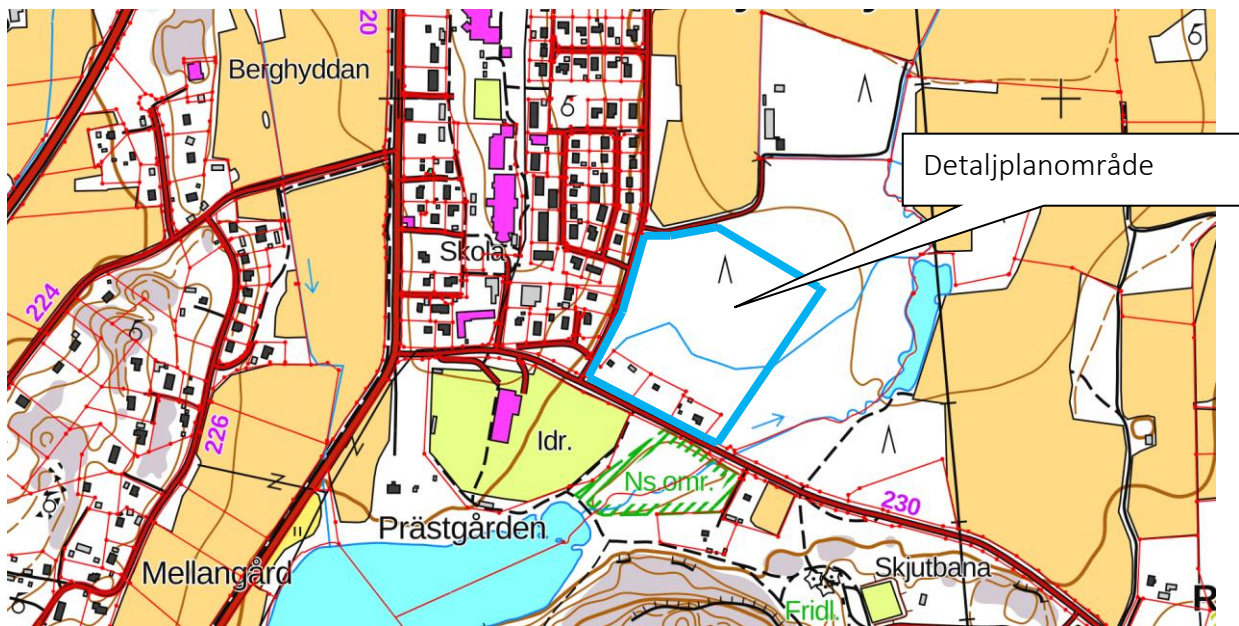 20
Berghyddan
Detaljplanområde
Skola
224
226
Idr.
Ns.omr.
230
Prästgården
Mellangård
Skjutbana
Fridl.
R